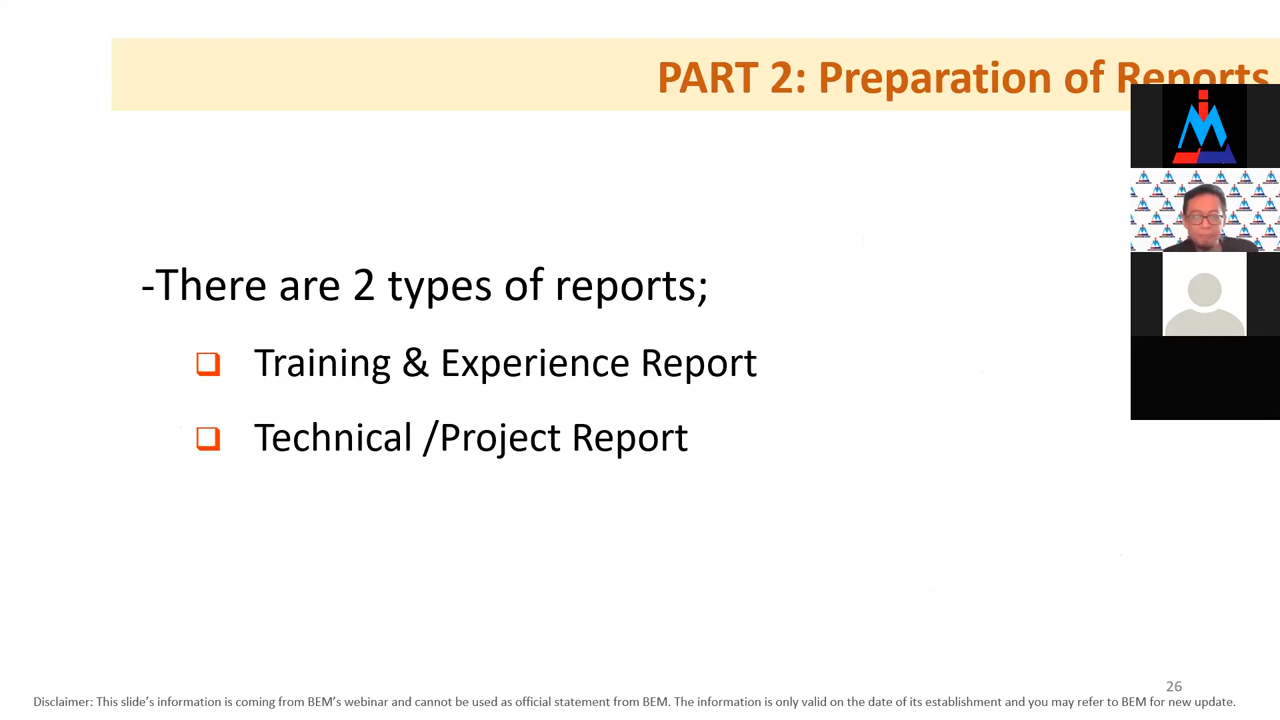 PART 2: Preparation of Reports
-There are 2 types of reports;
Training & Experience Report
Technical /Project Report
26
Disclaimer: This slide's information is coming from BEM's webinar and cannot be used as official statement from BEM. The information is only valid on the date of its establishment and you may refer to BEM for new update.